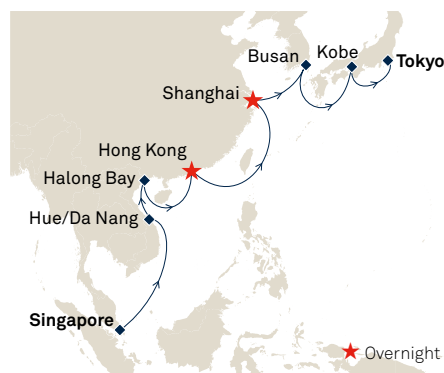 Busan
Kobe
Tokyo
Shanghai
Hong Kong
Halong Bay
Hue/Da Nang
Singapore
Overnight